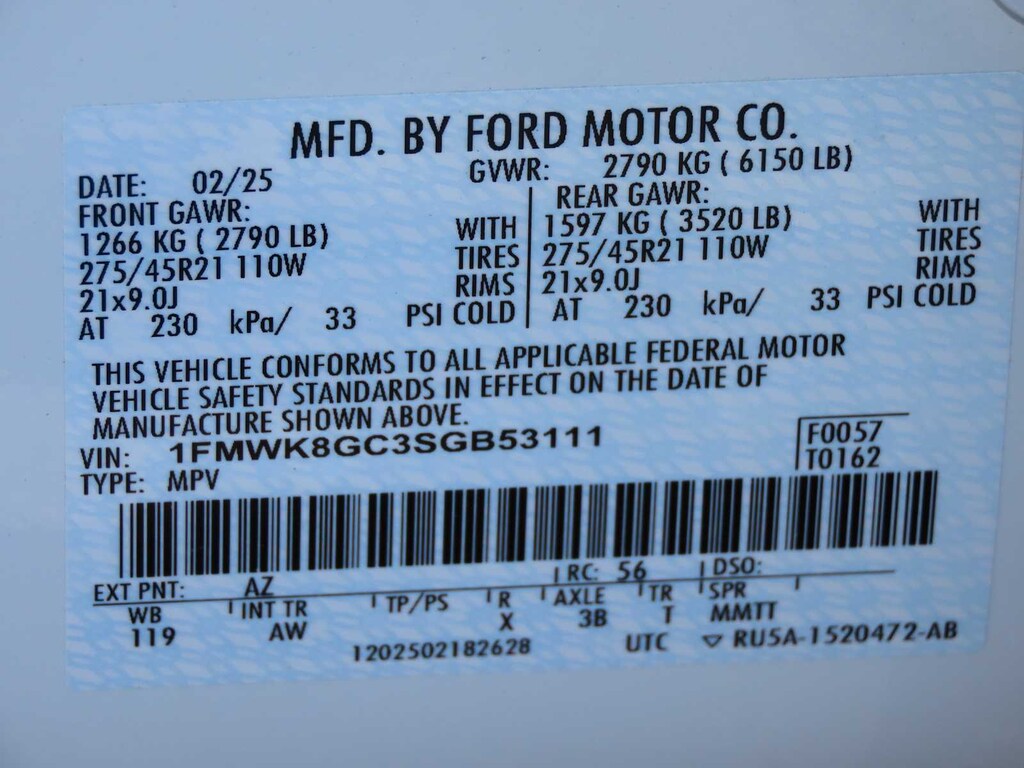 MFD. BY FORD MOTOR CO.
DATE: 02/25 GVWR: 2790 KG ( 6150 LB)
FRONT GAWR: REAR GAWR:
1266 KG ( 2790 LB) WITH 1597 KG ( 3520 LB) WITH
275/45R21 110W TIRES 275/45R21 110W TIRES
21x9.0J RIMS 21x9.0J RIMS
AT 230 kPa/ 33 PSI COLD AT 230 kPa/ 33 PSI COLD
THIS VEHICLE CONFORMS TO ALL APPLICABLE FEDERAL MOTOR
VEHICLE SAFETY STANDARDS IN EFFECT ON THE DATE OF
MANUFACTURE SHOWN ABOVE.
VIN: 1FMWK8GC3SGB53111 F0057
TYPE: MPV T0162
EXT PNT: AZ RC: 56 DSO:
WB INT TR TP/PS R AXLE TR SPR
119 AW X 3B T MMTT
1202502182628 UTC ▽ RU5A-1520472-AB